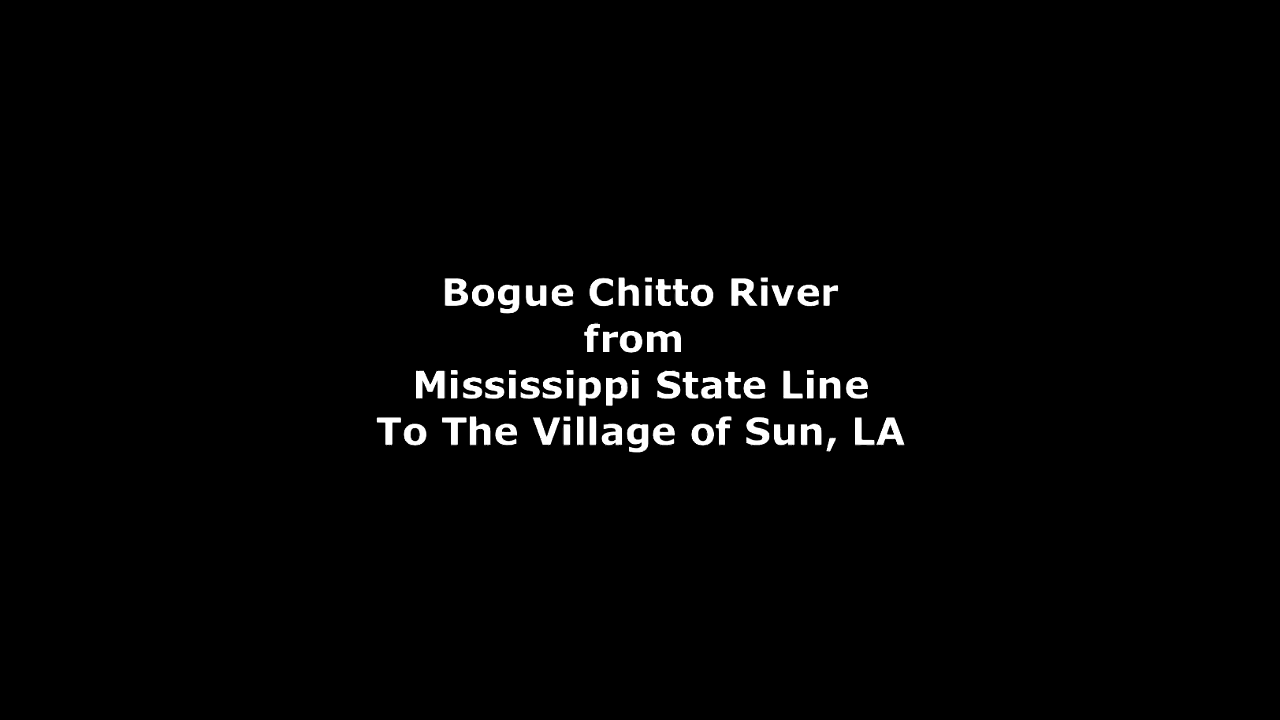 Bogue Chitto River
from
Mississippi State Line
To The Village of Sun, LA